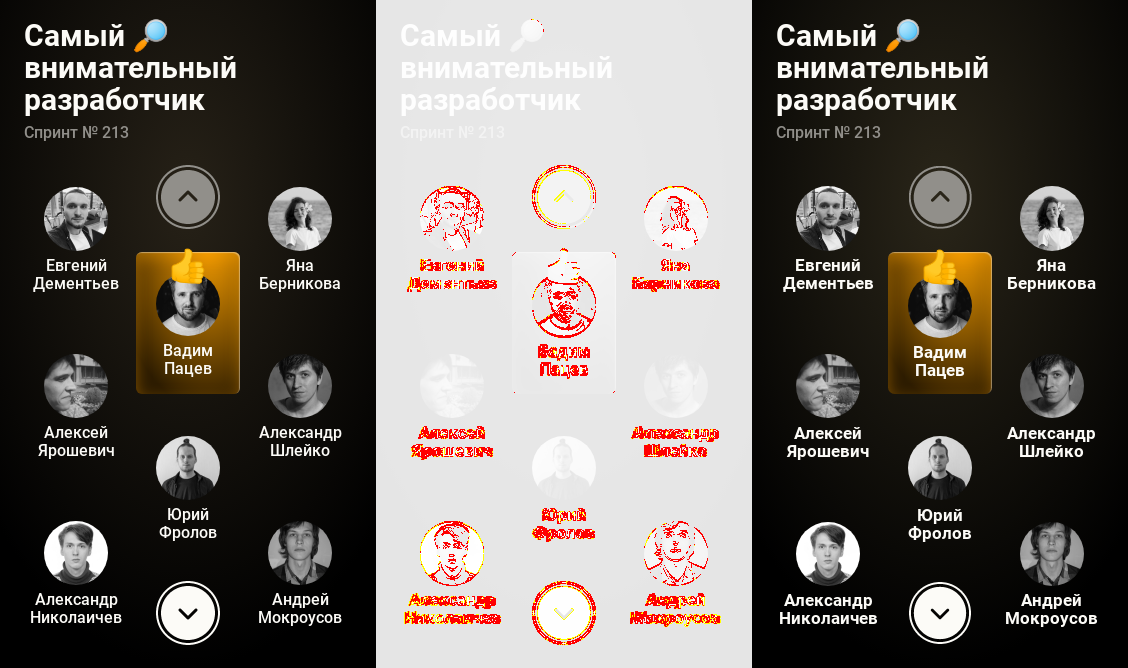 Самый
внимательный
разработчик
Спринт № 213
Евгений
Дементьев
Яна
Берникова
Вадим
Пацев
Алексей
Ярошевич
Александр
Шлейко
Юрий
Фролов
Александр
Николаичев
Андрей
Мокроусов
Самый
внимательный
разработчик
Спринт № 213
Евгений
Дементьев
Яна
Берникова
Вадим
Пацев
Алексей
Ярошевич
Александр
Шлейко
Юрий
Фролов
Александр
Николаичев
Андрей
Мокроусов
Самый
внимательный
разработчик
Спринт № 213
Евгений
Дементьев
Яна
Берникова
Вадим
Пацев
Алексей
Ярошевич
Александр
Шлейко
Юрий
Фролов
Александр
Николаичев
Андрей
Мокроусов